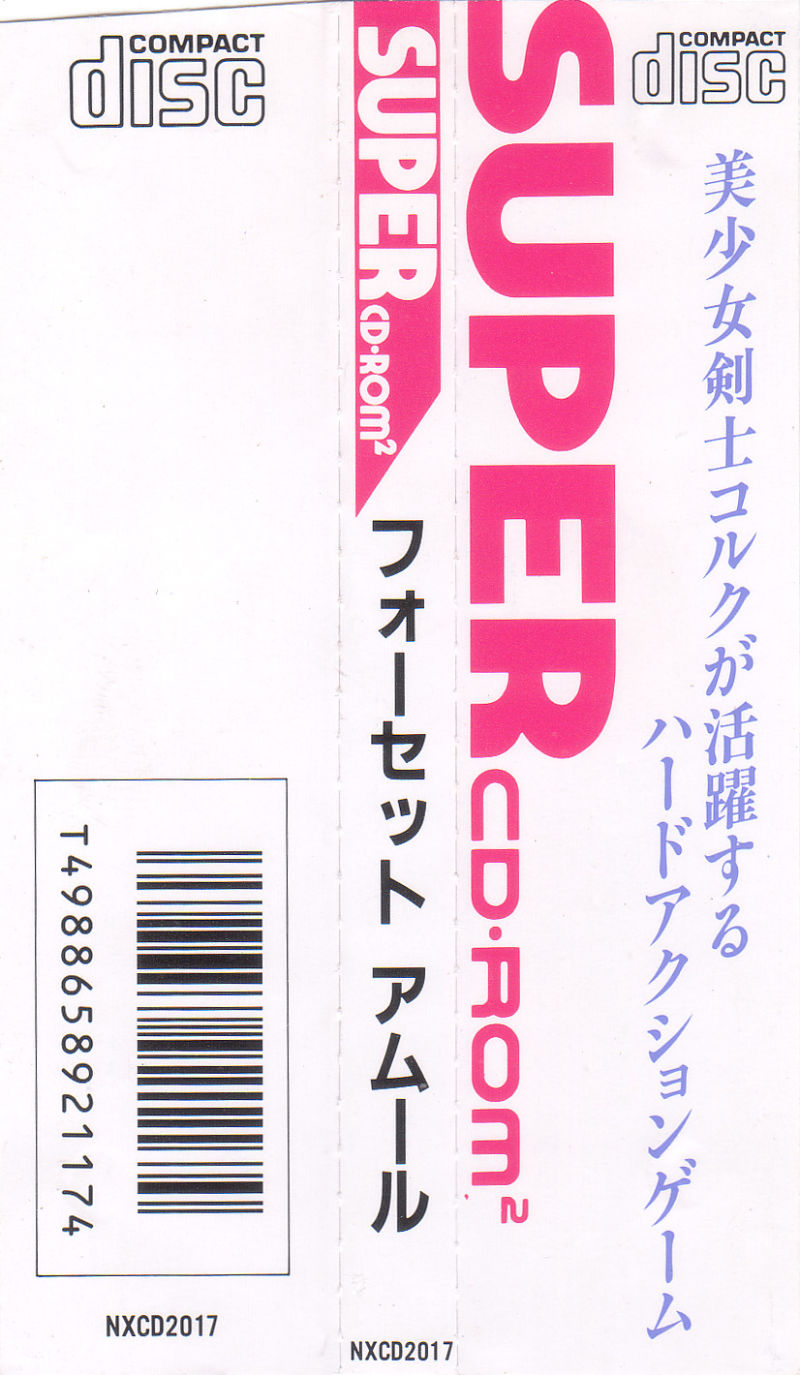 COMPACT
disc
T4988658921174
NXCD2017
SUPER
CD·ROM²
フォーセット アムール
NXCD2017
SUPER CD·ROM²
COMPACT
disc
美少女剣士コルクが活躍する
ハードアクションゲーム